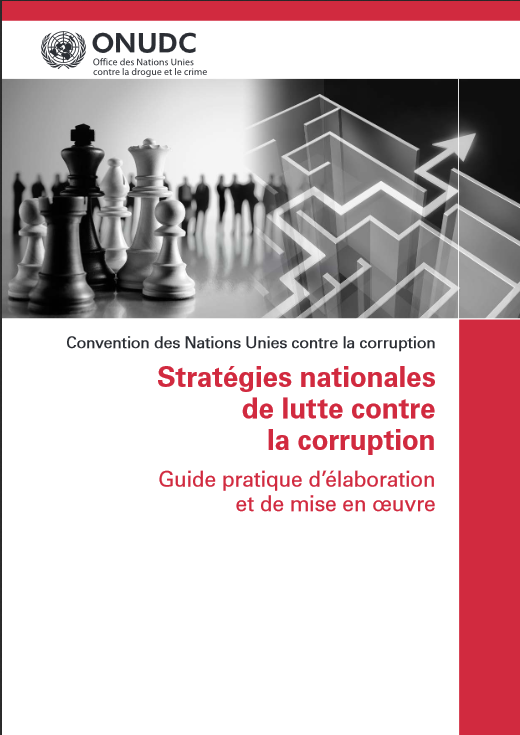 ONUDC
Office des Nations Unies
contre la drogue et le crime
Convention des Nations Unies contre la corruption
Stratégies nationales
de lutte contre
la corruption
Guide pratique d’élaboration
et de mise en œuvre